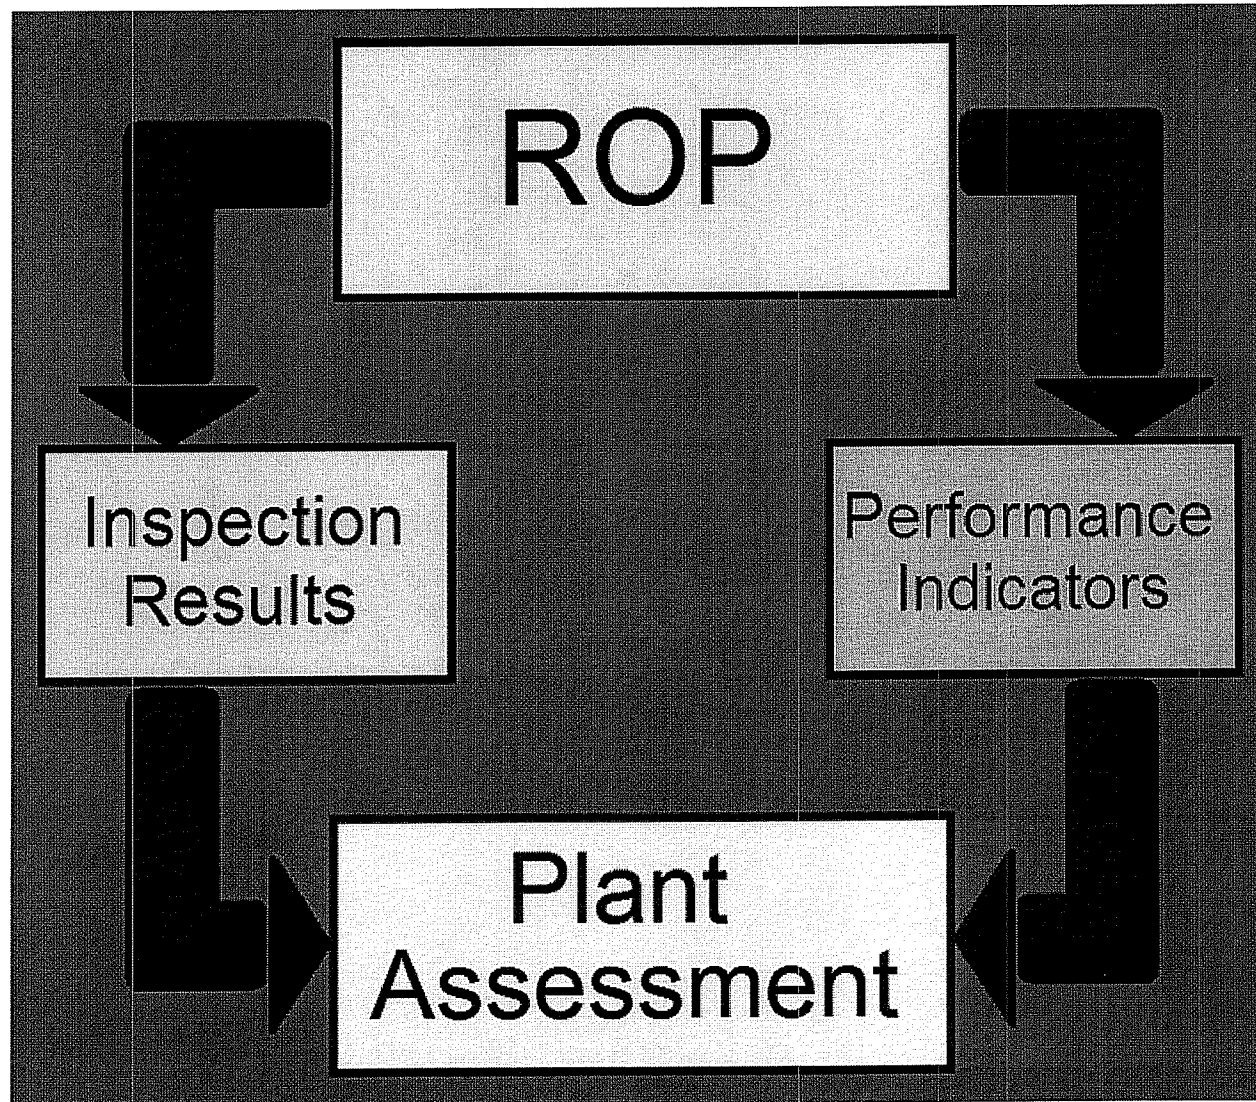 ROP
Inspection
Results
Performance
Indicators
Plant
Assessment